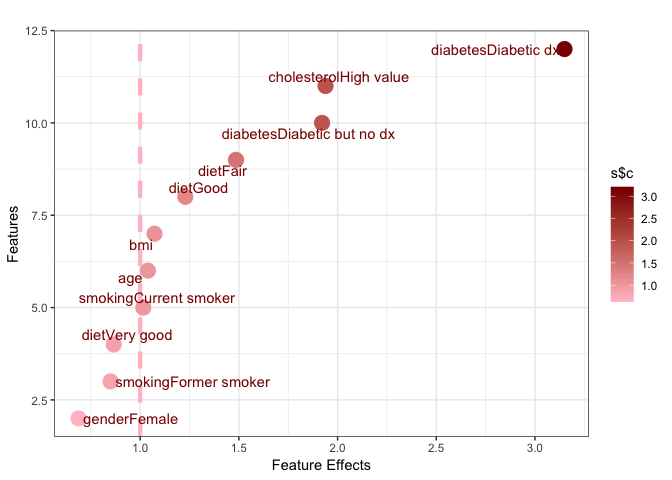 12.5
10.0
7.5
5.0
2.5
Features
diabetesDiabetic dx
cholesterolHigh value
diabetesDiabetic but no dx
dietFair
dietGood
bmi
age
smokingCurrent smoker
dietVery good
smokingFormer smoker
genderFemale
1.0
1.5
2.0
2.5
3.0
Feature Effects
s$c
3.0
2.5
2.0
1.5
1.0